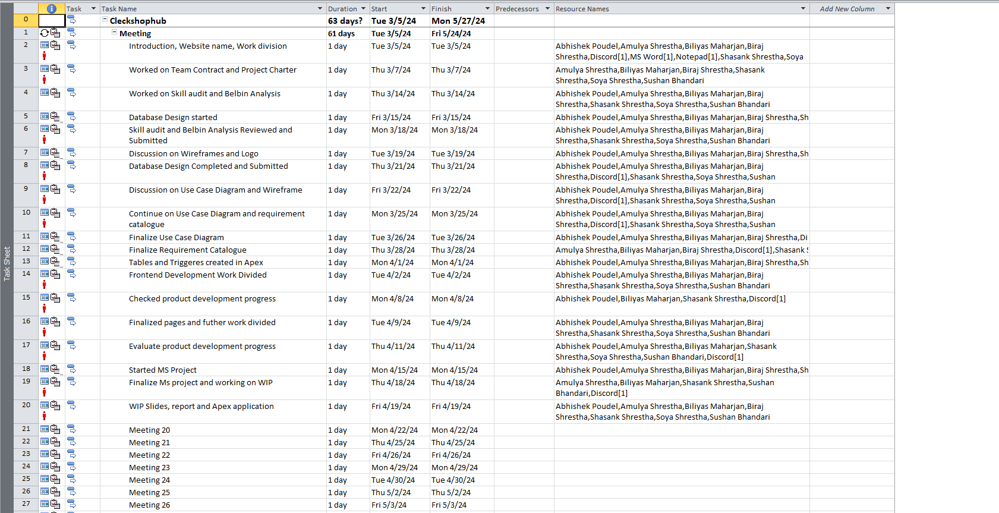 Task Task Name Duration Start Finish Predecessors Resource Names Add New Column
0 Cleckshophub 63 days? Tue 3/5/24 Mon 5/27/24
1 Meeting 61 days Tue 3/5/24 Fri 5/24/24
2 Introduction, Website name, Work division 1 day Tue 3/5/24 Tue 3/5/24 Abhishek Poudel,Amulya Shrestha,Biliyas Maharjan,Biraj
Shrestha,Discord[1],MS Word[1],Notepad[1],Shasank Shrestha,Soya
3 Worked on Team Contract and Project Charter 1 day Thu 3/7/24 Thu 3/7/24 Amulya Shrestha,Biliyas Maharjan,Biraj Shrestha,Shasank
Shrestha,Soya Shrestha,Sushan Bhandari
4 Worked on Skill audit and Belbin Analysis 1 day Thu 3/14/24 Thu 3/14/24 Abhishek Poudel,Amulya Shrestha,Biliyas Maharjan,Biraj
Shrestha,Shasank Shrestha,Soya Shrestha,Sushan Bhandari
5 Database Design started 1 day Fri 3/15/24 Fri 3/15/24 Abhishek Poudel,Amulya Shrestha,Biliyas Maharjan,Biraj Shrestha,Sh
6 Skill audit and Belbin Analysis Reviewed and 1 day Mon 3/18/24 Mon 3/18/24 Abhishek Poudel,Amulya Shrestha,Biliyas Maharjan,Biraj
Submitted Shrestha,Shasank Shrestha,Soya Shrestha,Sushan Bhandari
7 Discussion on Wireframes and Logo 1 day Tue 3/19/24 Tue 3/19/24 Abhishek Poudel,Amulya Shrestha,Biliyas Maharjan,Biraj Shrestha,Sh
8 Database Design Completed and Submitted 1 day Thu 3/21/24 Thu 3/21/24 Abhishek Poudel,Amulya Shrestha,Biliyas Maharjan,Biraj
Shrestha,Discord[1],Shasank Shrestha,Soya Shrestha,Sushan
9 Discussion on Use Case Diagram and Wireframe 1 day Fri 3/22/24 Fri 3/22/24 Abhishek Poudel,Amulya Shrestha,Biliyas Maharjan,Biraj
Shrestha,Discord[1],Shasank Shrestha,Soya Shrestha,Sushan
10 Continue on Use Case Diagram and requirement 1 day Mon 3/25/24 Mon 3/25/24 Abhishek Poudel,Amulya Shrestha,Biliyas Maharjan,Biraj
catalogue Shrestha,Discord[1],Shasank Shrestha,Soya Shrestha,Sushan
11 Finalize Use Case Diagram 1 day Tue 3/26/24 Tue 3/26/24 Abhishek Poudel,Amulya Shrestha,Biliyas Maharjan,Biraj Shrestha,Di
12 Finalize Requirement Catalogue 1 day Thu 3/28/24 Thu 3/28/24 Amulya Shrestha,Biliyas Maharjan,Biraj Shrestha,Discord[1],Shasank
13 Tables and Triggeres created in Apex 1 day Mon 4/1/24 Mon 4/1/24 Abhishek Poudel,Amulya Shrestha,Biliyas Maharjan,Biraj Shrestha,Sh
14 Frontend Development Work Divided 1 day Tue 4/2/24 Tue 4/2/24 Abhishek Poudel,Amulya Shrestha,Biliyas Maharjan,Biraj
Shrestha,Shasank Shrestha,Soya Shrestha,Sushan Bhandari
15 Checked product development progress 1 day Mon 4/8/24 Mon 4/8/24 Abhishek Poudel,Biliyas Maharjan,Shasank Shrestha,Discord[1]
16 Finalized pages and futher work divided 1 day Tue 4/9/24 Tue 4/9/24 Abhishek Poudel,Amulya Shrestha,Biliyas Maharjan,Biraj
Shrestha,Shasank Shrestha,Soya Shrestha,Sushan Bhandari
17 Evaluate product development progress 1 day Thu 4/11/24 Thu 4/11/24 Abhishek Poudel,Amulya Shrestha,Biliyas Maharjan,Shasank
Shrestha,Soya Shrestha,Sushan Bhandari,Discord[1]
18 Started MS Project 1 day Mon 4/15/24 Mon 4/15/24 Abhishek Poudel,Amulya Shrestha,Biliyas Maharjan,Biraj Shrestha,Sh
19 Finalize Ms project and working on WIP 1 day Thu 4/18/24 Thu 4/18/24 Amulya Shrestha,Biliyas Maharjan,Shasank Shrestha,Sushan
Bhandari,Discord[1]
20 WIP Slides, report and Apex application 1 day Fri 4/19/24 Fri 4/19/24 Abhishek Poudel,Amulya Shrestha,Biliyas Maharjan,Biraj
Shrestha,Shasank Shrestha,Soya Shrestha,Sushan Bhandari
21 Meeting 20 1 day Mon 4/22/24 Mon 4/22/24
22 Meeting 21 1 day Thu 4/25/24 Thu 4/25/24
23 Meeting 22 1 day Fri 4/26/24 Fri 4/26/24
24 Meeting 23 1 day Mon 4/29/24 Mon 4/29/24
25 Meeting 24 1 day Tue 4/30/24 Tue 4/30/24
26 Meeting 25 1 day Thu 5/2/24 Thu 5/2/24
27 Meeting 26 1 day Fri 5/3/24 Fri 5/3/24
Task Sheet